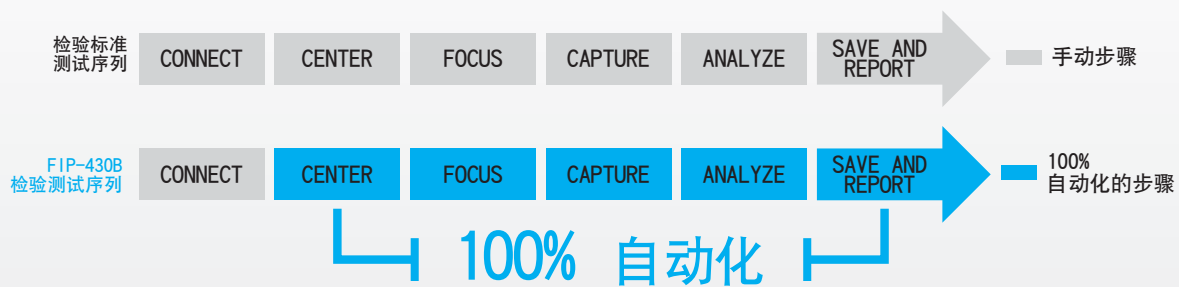 检验标准
测试序列
CONNECT
CENTER
FOCUS
CAPTURE
ANALYZE
SAVE AND
REPORT
手动步骤
FIP-430B
检验测试序列
CONNECT
CENTER
FOCUS
CAPTURE
ANALYZE
SAVE AND
REPORT
100%
自动化的步骤
100% 自动化